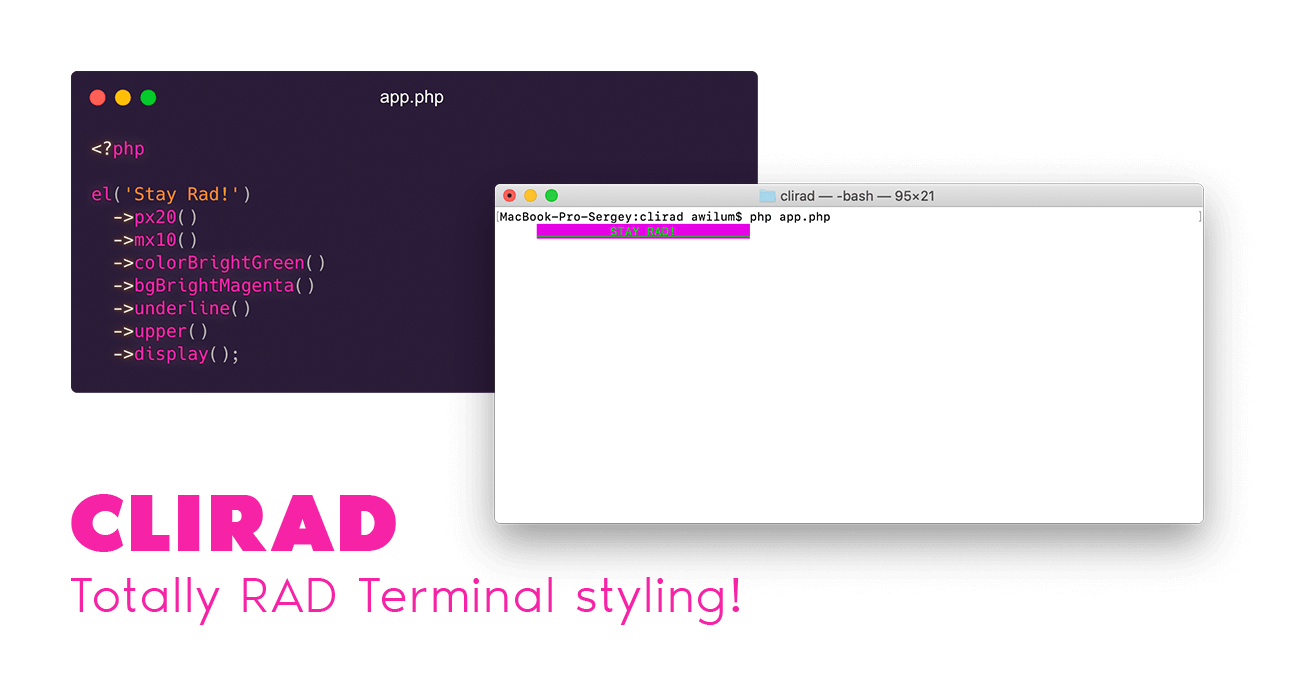 app.php
<?php
el('Stay Rad!')
->px20()
->mx10()
->colorBrightGreen()
->bgBrightMagenta()
->underline()
->upper()
->display();
clirad — -bash — 95×21
[MacBook-Pro-Sergey:clirad awilum$ php app.php ]
STAY RAD!
CLIRAD
Totally RAD Terminal styling!